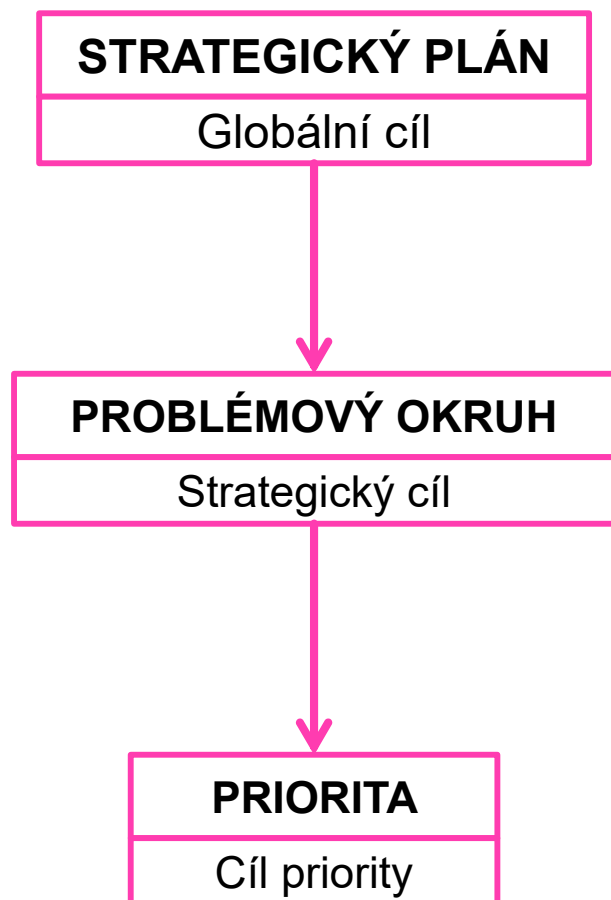 STRATEGICKÝ PLÁN
Globální cíl
PROBLÉMOVÝ OKRUH
Strategický cíl
PRIORITA
Cíl priority